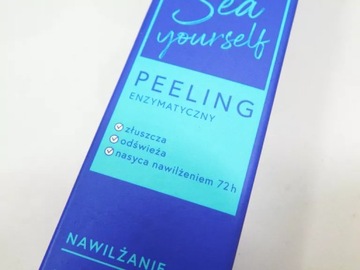 Sea
yourself
PEELING
ENZYMATYCZNY
złuszcza
odświeża
nasyca nawilżeniem 72h
NAWILŻANIE